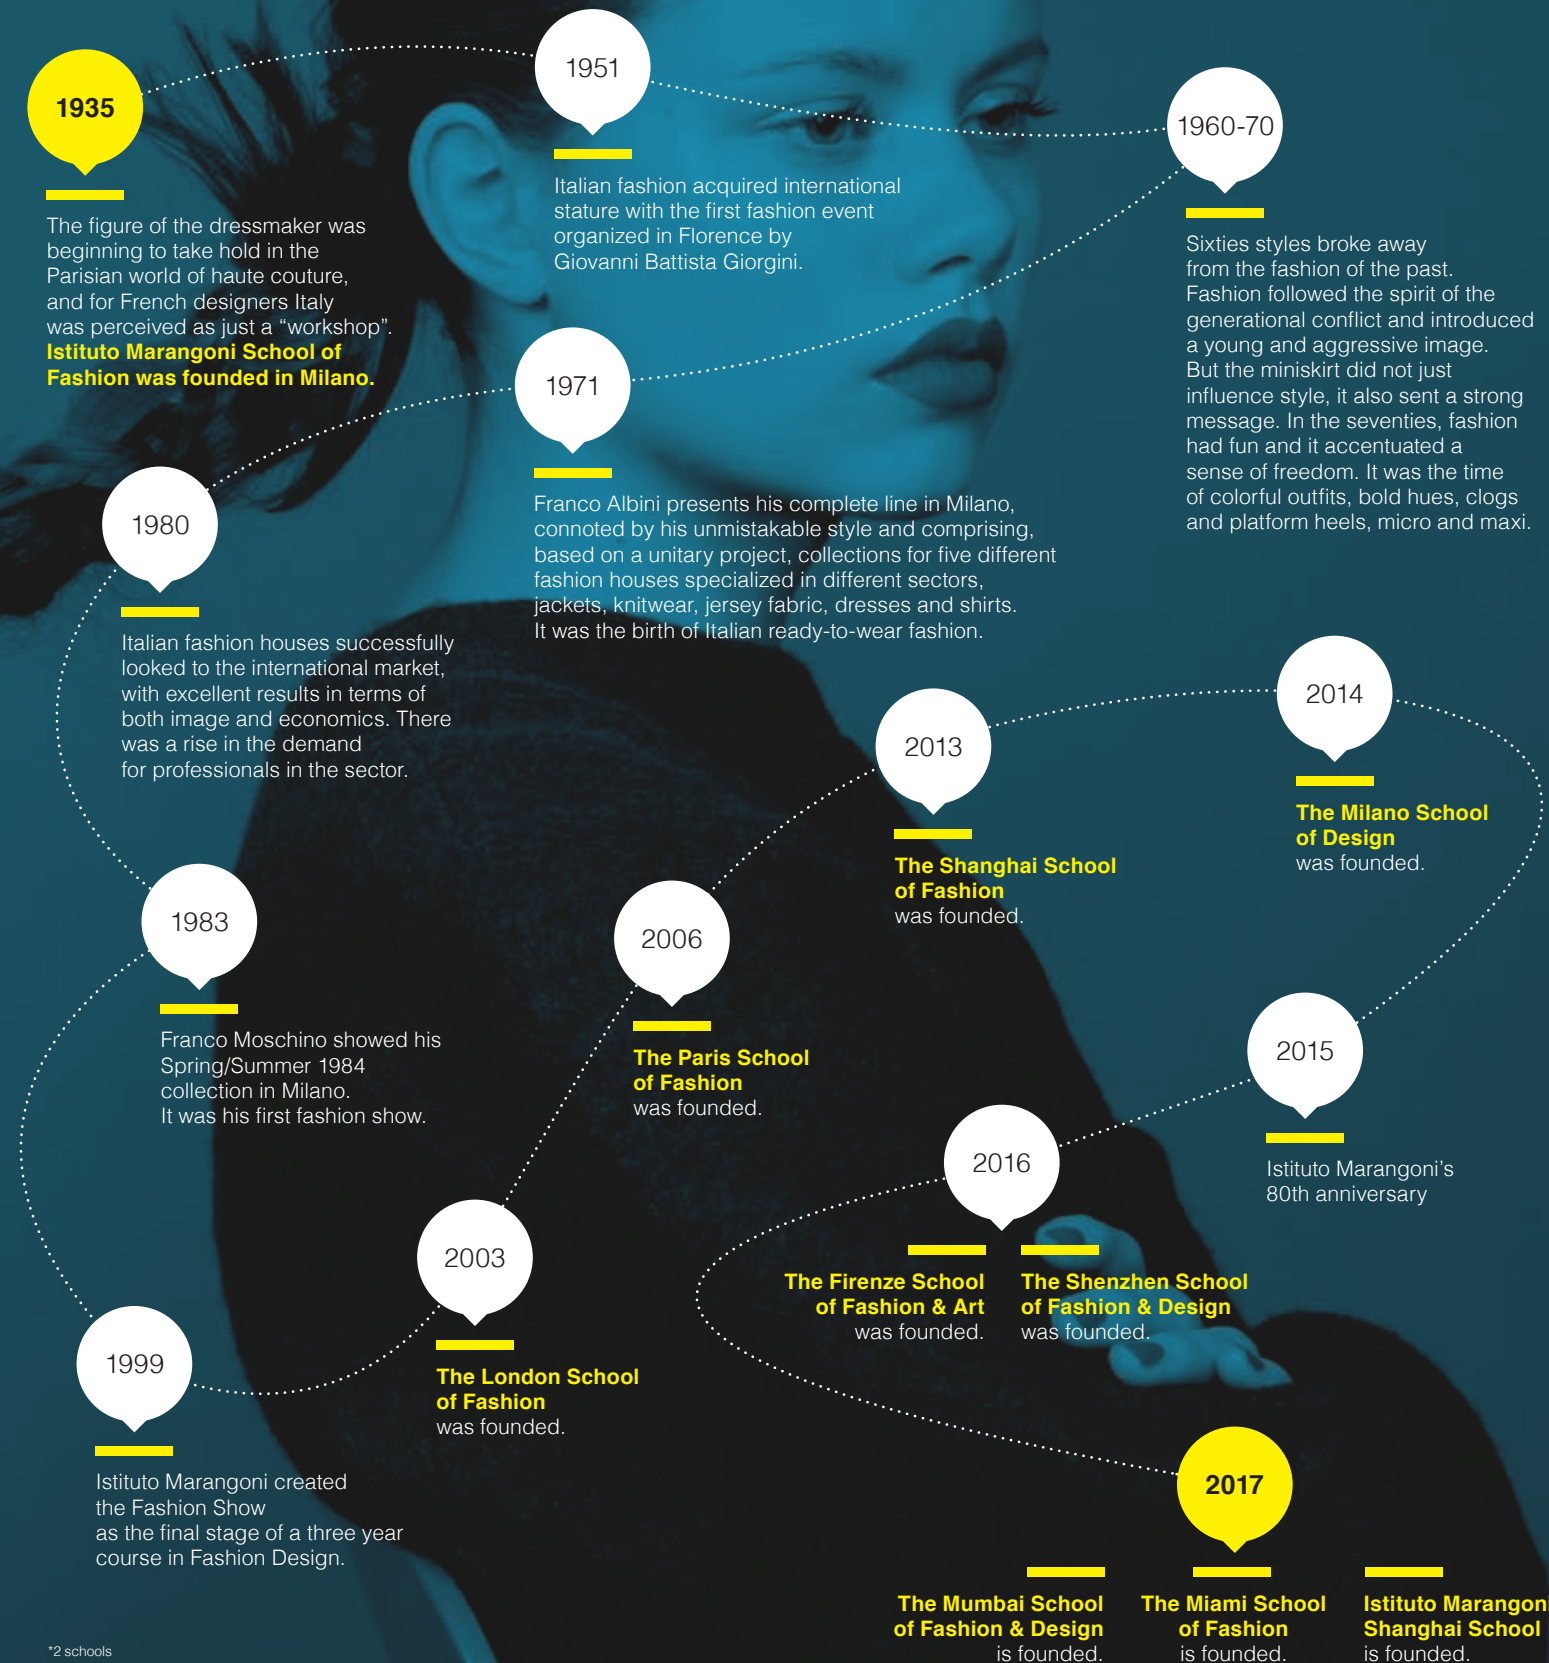 1935
The figure of the dressmaker was
beginning to take hold in the
Parisian world of haute couture,
and for French designers Italy
was perceived as just a “workshop”.
Istituto Marangoni School of
Fashion was founded in Milano.
1951
Italian fashion acquired international
stature with the first fashion event
organized in Florence by
Giovanni Battista Giorgini.
1960-70
Sixties styles broke away
from the fashion of the past.
Fashion followed the spirit of the
generational conflict and introduced
a young and aggressive image.
But the miniskirt did not just
influence style, it also sent a strong
message. In the seventies, fashion
had fun and it accentuated a
sense of freedom. It was the time
of colorful outfits, bold hues, clogs
and platform heels, micro and maxi.
1971
Franco Albini presents his complete line in Milano,
connoted by his unmistakable style and comprising,
based on a unitary project, collections for five different
fashion houses specialized in different sectors,
jackets, knitwear, jersey fabric, dresses and shirts.
It was the birth of Italian ready-to-wear fashion.
1980
Italian fashion houses successfully
looked to the international market,
with excellent results in terms of
both image and economics. There
was a rise in the demand
for professionals in the sector.
1983
Franco Moschino showed his
Spring/Summer 1984
collection in Milano.
It was his first fashion show.
1999
Istituto Marangoni created
the Fashion Show
as the final stage of a three year
course in Fashion Design.
2003
The London School
of Fashion
was founded.
2006
The Paris School
of Fashion
was founded.
2013
The Shanghai School
of Fashion
was founded.
2014
The Milano School
of Design
was founded.
2015
Istituto Marangoni’s
80th anniversary
2016
The Firenze School
of Fashion & Art
was founded.
The Shenzhen School
of Fashion & Design
was founded.
2017
The Mumbai School
of Fashion & Design
is founded.
The Miami School
of Fashion
is founded.
Istituto Marangoni
Shanghai School
is founded.
*2 schools